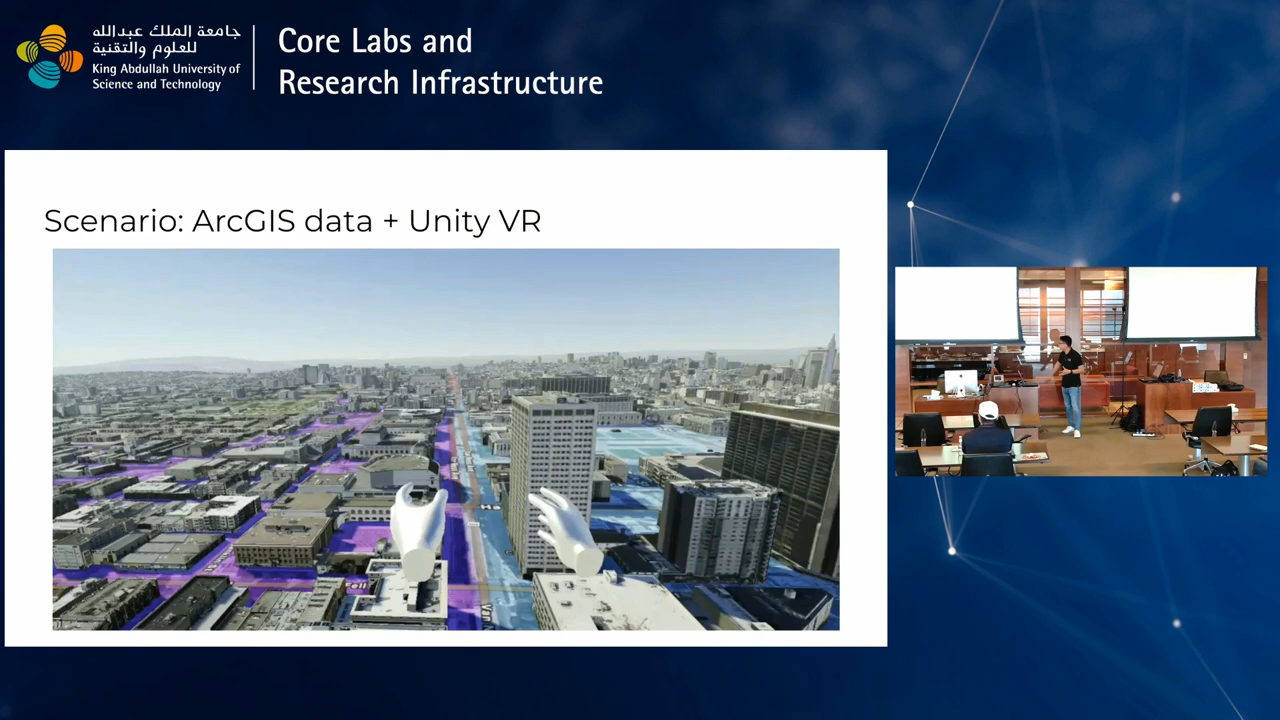 جامعة الملك عبدالله
للعلوم والتقنية
King Abdullah University of
Science and Technology
Core Labs and
Research Infrastructure
Scenario: ArcGIS data + Unity VR